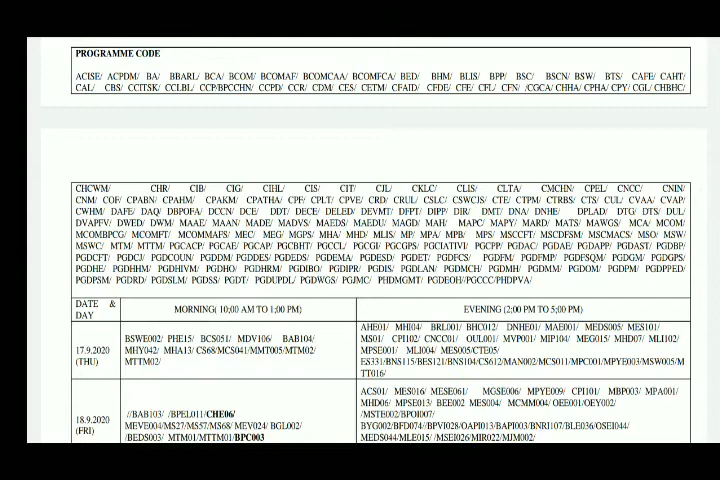 PROGRAMME CODE
ACISE/ ACPDM/ BA/ BBARL/ BCA/ BCOM/ BCOMAF/ BCOMCAA/ BCOMFCA/ BED/ BHM/ BLIS/ BPP/ BSC/ BSCN/ BSW/ BTS/ CAFE/ CAHT/
CAL/ CBS/ CCITSK/ CCLBL/ CCP/BPCCHN/ CCPD/ CCR/ CDM/ CES/ CETM/ CFAID/ CFDE/ CFE/ CFL/ CFN/ /CGCA/ CHHA/ CPHA/ CPY/ CGL/ CHBHC/
CHCWM/ CHR/ CIB/ CIG/ CIHL/ CIS/ CIT/ CJL/ CKLC/ CLIS/ CLTA/ CMCHN/ CPEL/ CNCC/ CNIN/
CNM/ COF/ CPABN/ CPAHM/ CPAKM/ CPATHA/ CPF/ CPLT/ CPVE/ CRD/ CRUL/ CSLC/ CSWCJS/ CTE/ CTPM/ CTRBS/ CTS/ CUL/ CVAA/ CVAP/
CWHM/ DAFE/ DAQ/ DBPOFA/ DCCN/ DCE/ DDT/ DECE/ DELED/ DEVMT/ DFPT/ DIPP/ DIR/ DMT/ DNA/ DNHE/ DPLAD/ DTG/ DTS/ DUL/
DVAPFV/ DWED/ DWM/ MAAE/ MAAN/ MADE/ MADVS/ MAEDS/ MAEDU/ MAGD/ MAH/ MAPC/ MAPY/ MARD/ MATS/ MAWGS/ MCA/ MCOM/
MCOMBPCG/ MCOMFT/ MCOMMAFS/ MEC/ MEG/ MGPS/ MHA/ MHD/ MLIS/ MP/ MPA/ MPB/ MFS/ MSCFT/ MSCDFSM/ MSCMACS/ MSO/ MSW/
MSWC/ MTM/ MTTM/ PGCACP/ PGCAE/ PGCAP/ PGCBHT/ PGCCL/ PGCGI/ PGCGPS/ PGCIATIVI/ PGCPP/ PGDAC/ PGDAE/ PGDAPP/ PGDAST/ PGDBP/
PGDCFT/ PGDCJ/ PGDCOUN/ PGDDM/ PGDDES/ PGDEDS/ PGDEMA/ PGDESD/ PGDET/ PGDFCS/ PGDFM/ PGDFMP/ PGDFSQM/ PGDGM/ PGDGPS/
PGDHE/ PGDHHM/ PGDHIVM/ PGDHO/ PGDHRM/ PGDIBO/ PGDIPR/ PGDIS/ PGDLAN/ PGDMCH/ PGDMH/ PGDMM/ PGDOM/ PGDPM/ PGDPPED/
PGDPSM/ PGDRD/ PGDSLM/ PGDSS/ PGDT/ PGDUPDL/ PGDWGS/ PGJMC/ PHDMGMT/ PGDEOH//PGCCC/PHDPVA/
DATE & DAY
MORNING( 10;00 AM TO 1;00 PM)
EVENING (2;00 PM TO 5;00 PM)
17.9.2020
(THU)
BSWE002/ PHE15/ BCS051/ MDV106/ BAB104/
MHY042/ MHA13/ CS68/MCS041/MMT005/MTM02/
MTTM02/
AHE01/ MHI04/ BRL001/ BHC012/ DNHE01/ MAE001/ MEDS005/ MES101/
MS01/ CPI102/ CNCC01/ OUL001/ MVP001/ MIP104/ MEG015/ MHD07/ MLI102/
MPSE001/ MLI004/ MES005/CTE05/
ES331/BNS115/BES121/BNS104/CS612/MAN002/MCS011/MPC001/MPYE003/MSW005/M
TT016/
18.9.2020
(FRI)
//BAB103/ /BPEL011/CHE06/
MEVE004/MS27/MS57/MS68/ MEV024/ BGL002/
/BEDS003/ MTM01/MTTM01/BPC003
ACS01/ MES016/ MESE061/ MGSE006/ MPYE009/ CPI101/ MBP003/ MPA001/
MHD06/ MPSE013/ BEE002 MES004/ MCMM004/ OEE001/OEY002/
/MSTE002/BPOI007/
BYG002/BFD074//BPVI028/OAPI013/BAPI003/BNRI107/BLE036/OSEI044/
MEDS044/MLE015/ /MSEI026/MIR022/MJM002/